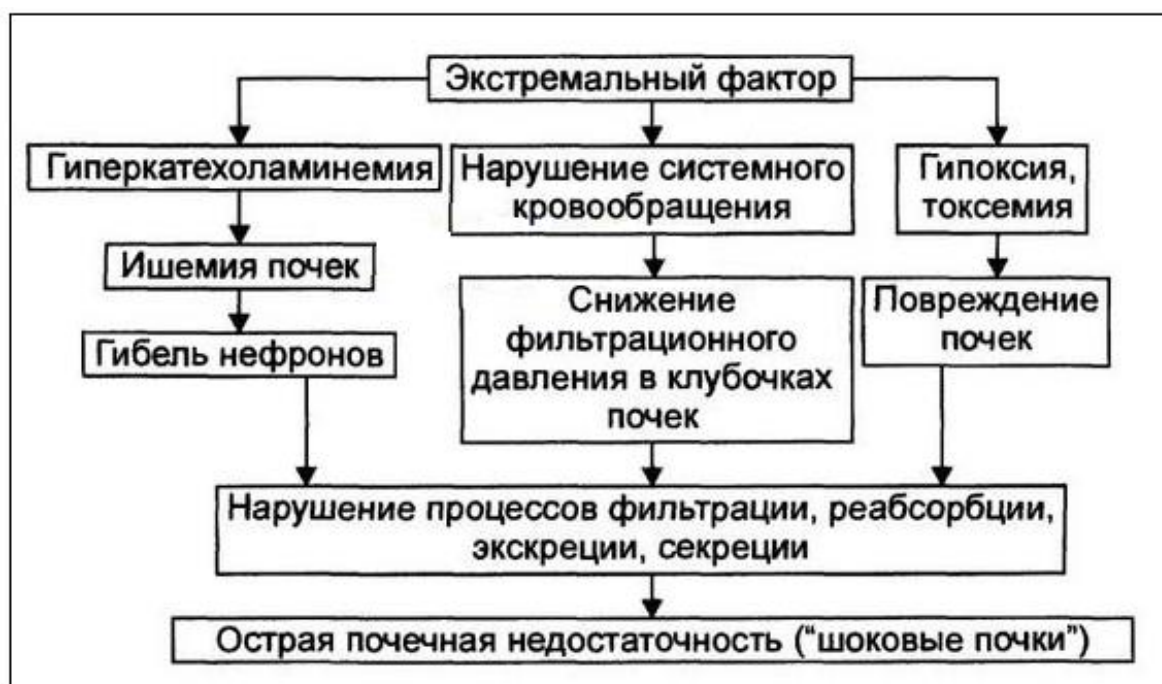 Экстремальный фактор
Гиперкатехоламинемия
Ишемия почек
Гибель нефронов
Нарушение системного
кровообращения
Снижение
фильтрационного
давления в клубочках
почек
Гипоксия,
токсемия
Повреждение
почек
Нарушение процессов фильтрации, реабсорбции,
экскреции, секреции
Острая почечная недостаточность (“шоковые почки”)